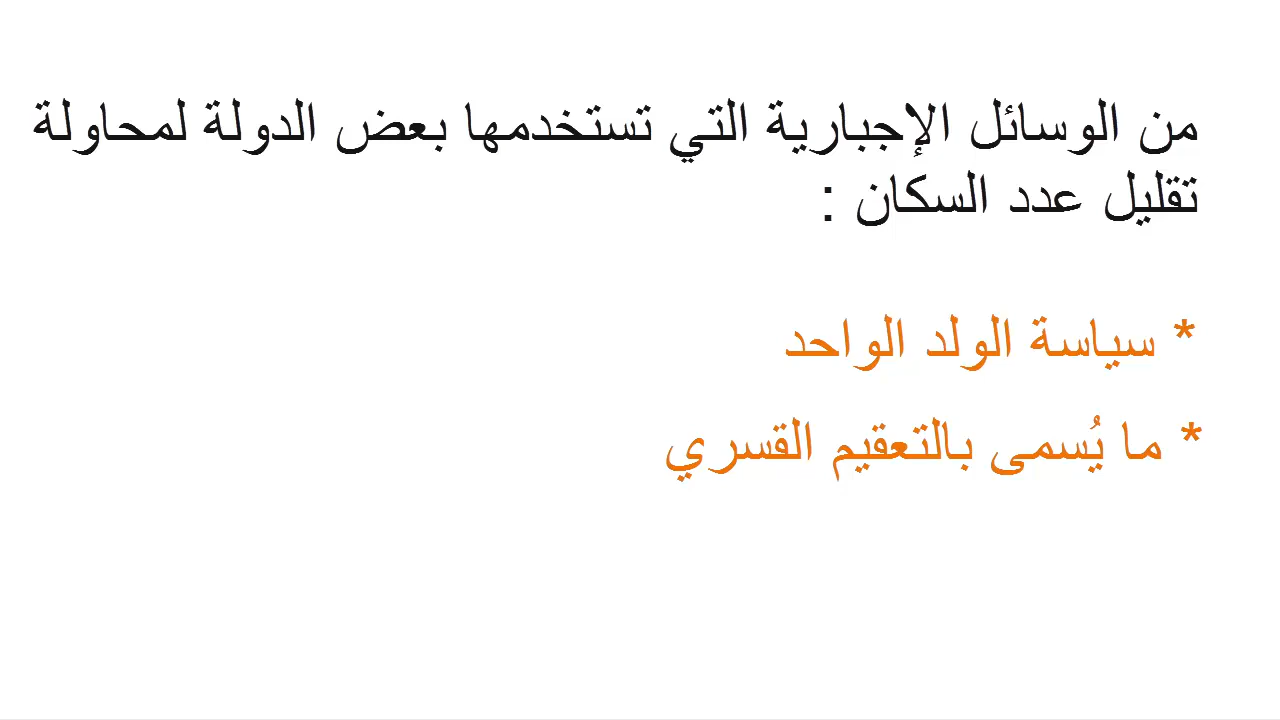 من الوسائل الإجبارية التي تستخدمها بعض الدولة لمحاولة
تقليل عدد السكان :
* سياسة الولد الواحد
* ما يُسمى بالتعقيم القسري